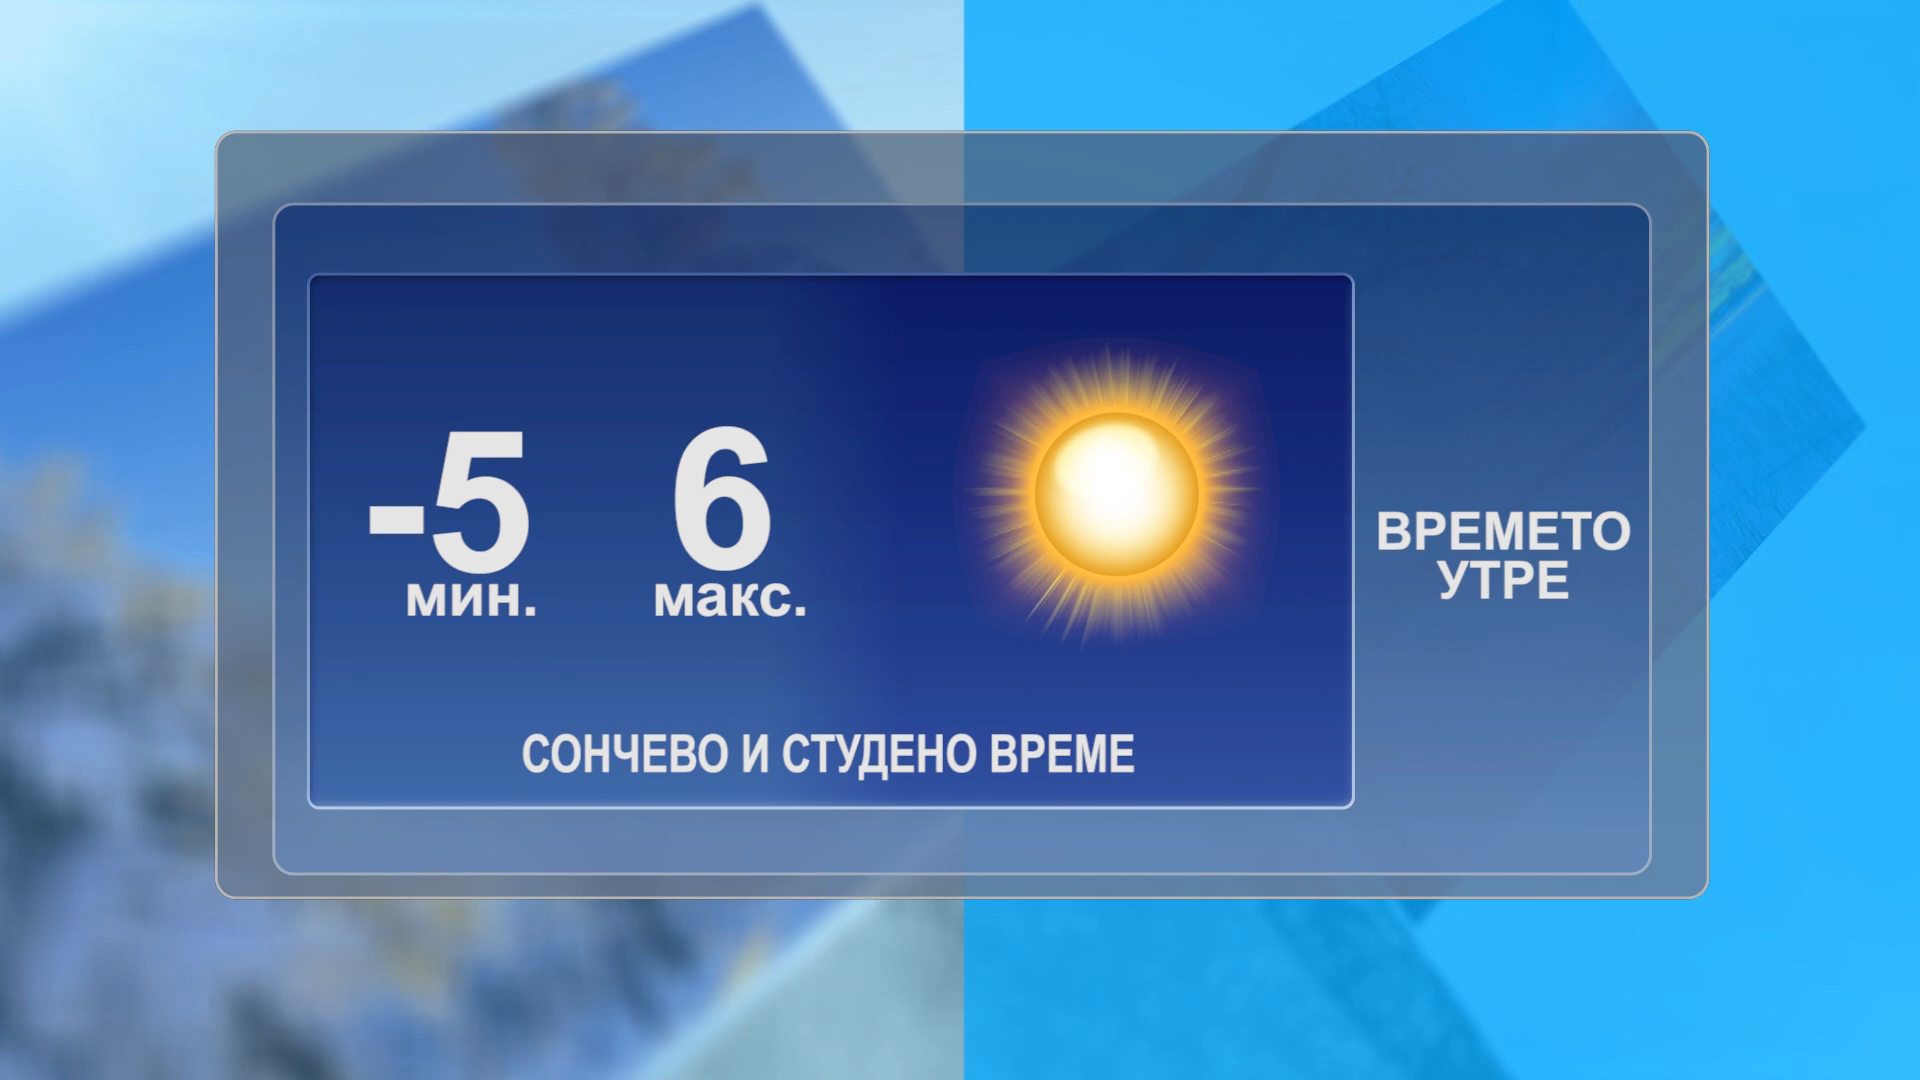 -5 6
мин. макс.
СОНЧЕВО И СТУДЕНО ВРЕМЕ
ВРЕМЕТО
УТРЕ